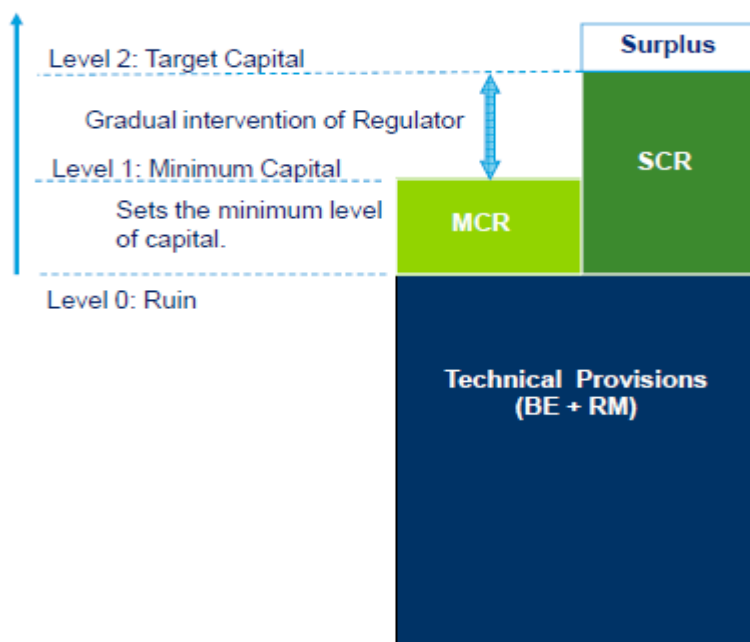 Surplus
Level 2: Target Capital
Gradual intervention of Regulator
SCR
Level 1: Minimum Capital
Sets the minimum level
of capital.
MCR
Level 0: Ruin
Technical Provisions
(BE + RM)